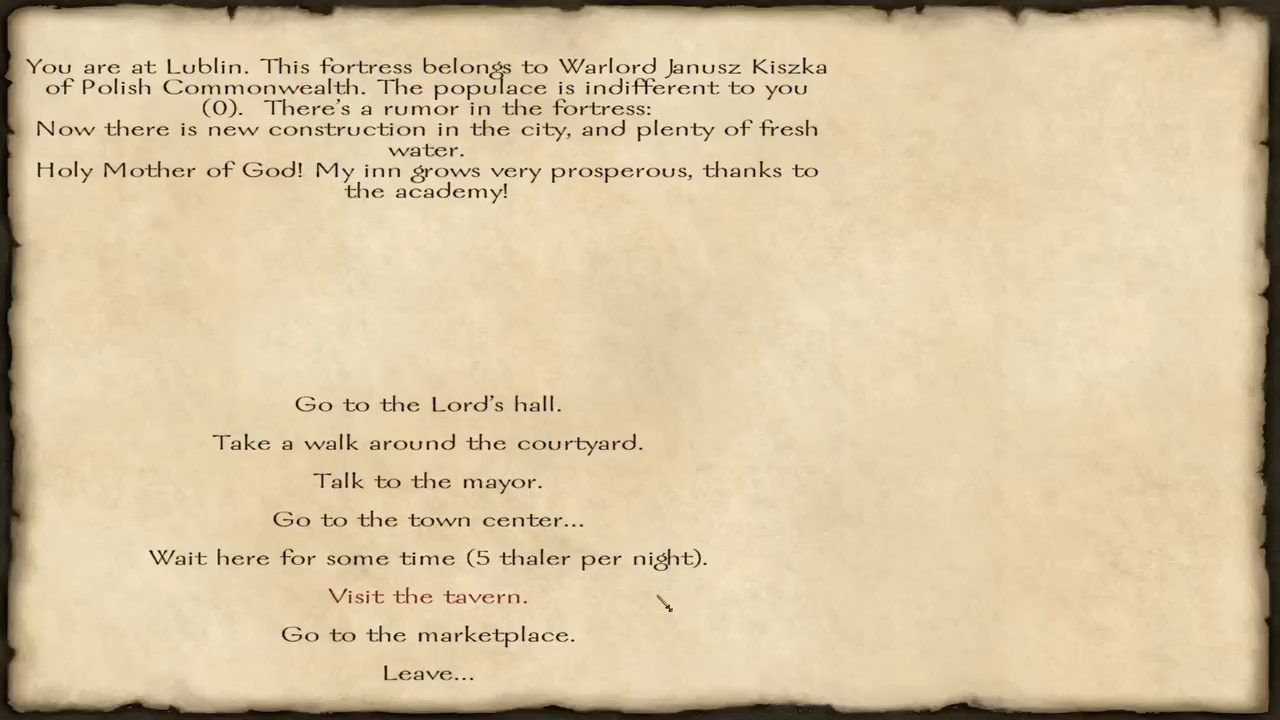 You are at Lublin. This fortress belongs to Warlord Janusz Kiszka
of Polish Commonwealth. The populace is indifferent to you
(0). There's a rumor in the fortress:
Now there is new construction in the city, and plenty of fresh
water.
Holy Mother of God! My inn grows very prosperous, thanks to
the academy!
Go to the Lord's hall.
Take a walk around the courtyard.
Talk to the mayor.
Go to the town center...
Wait here for some time (5 thaler per night).
Visit the tavern.
Go to the marketplace.
Leave...